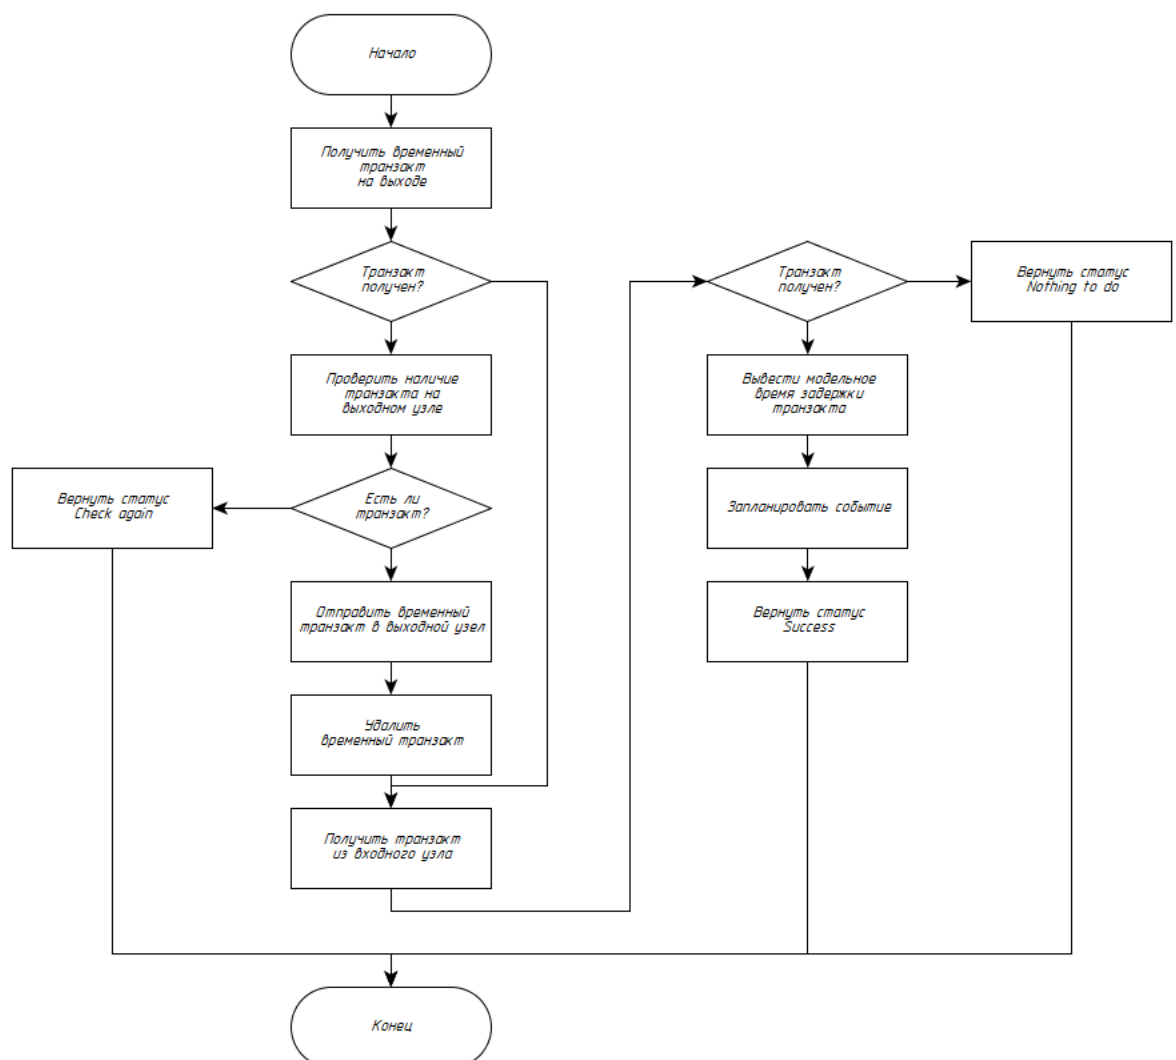 Начало
Получить временный
транзакт
на выходе
Транзакт
получен?
Проверить наличие
транзакта на
выходном узле
Есть ли
транзакт?
Вернуть статус
Check again
Отправить временный
транзакт в выходной узел
Удалить
временный транзакт
Получить транзакт
из входного узла
Транзакт
получен?
Вернуть статус
Nothing to do
Вывести модельное
время задержки
транзакта
Запланировать событие
Вернуть статус
Success
Конец